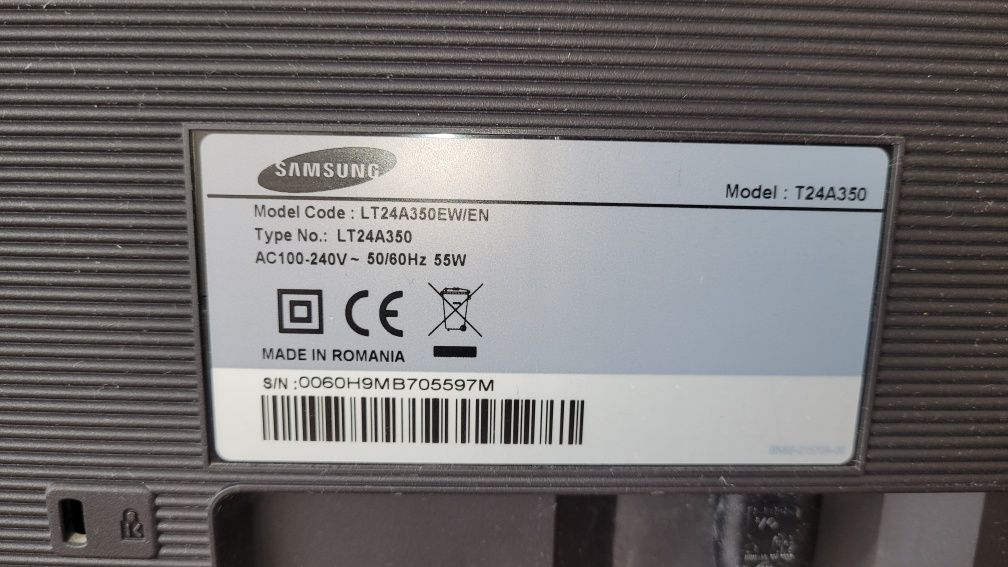 SAMSUNG
Model : T24A350
Model Code : LT24A350EW/EN
Type No.: LT24A350
AC100-240V~ 50/60Hz 55W
CE
MADE IN ROMANIA
S/N :0060H9MB705597M